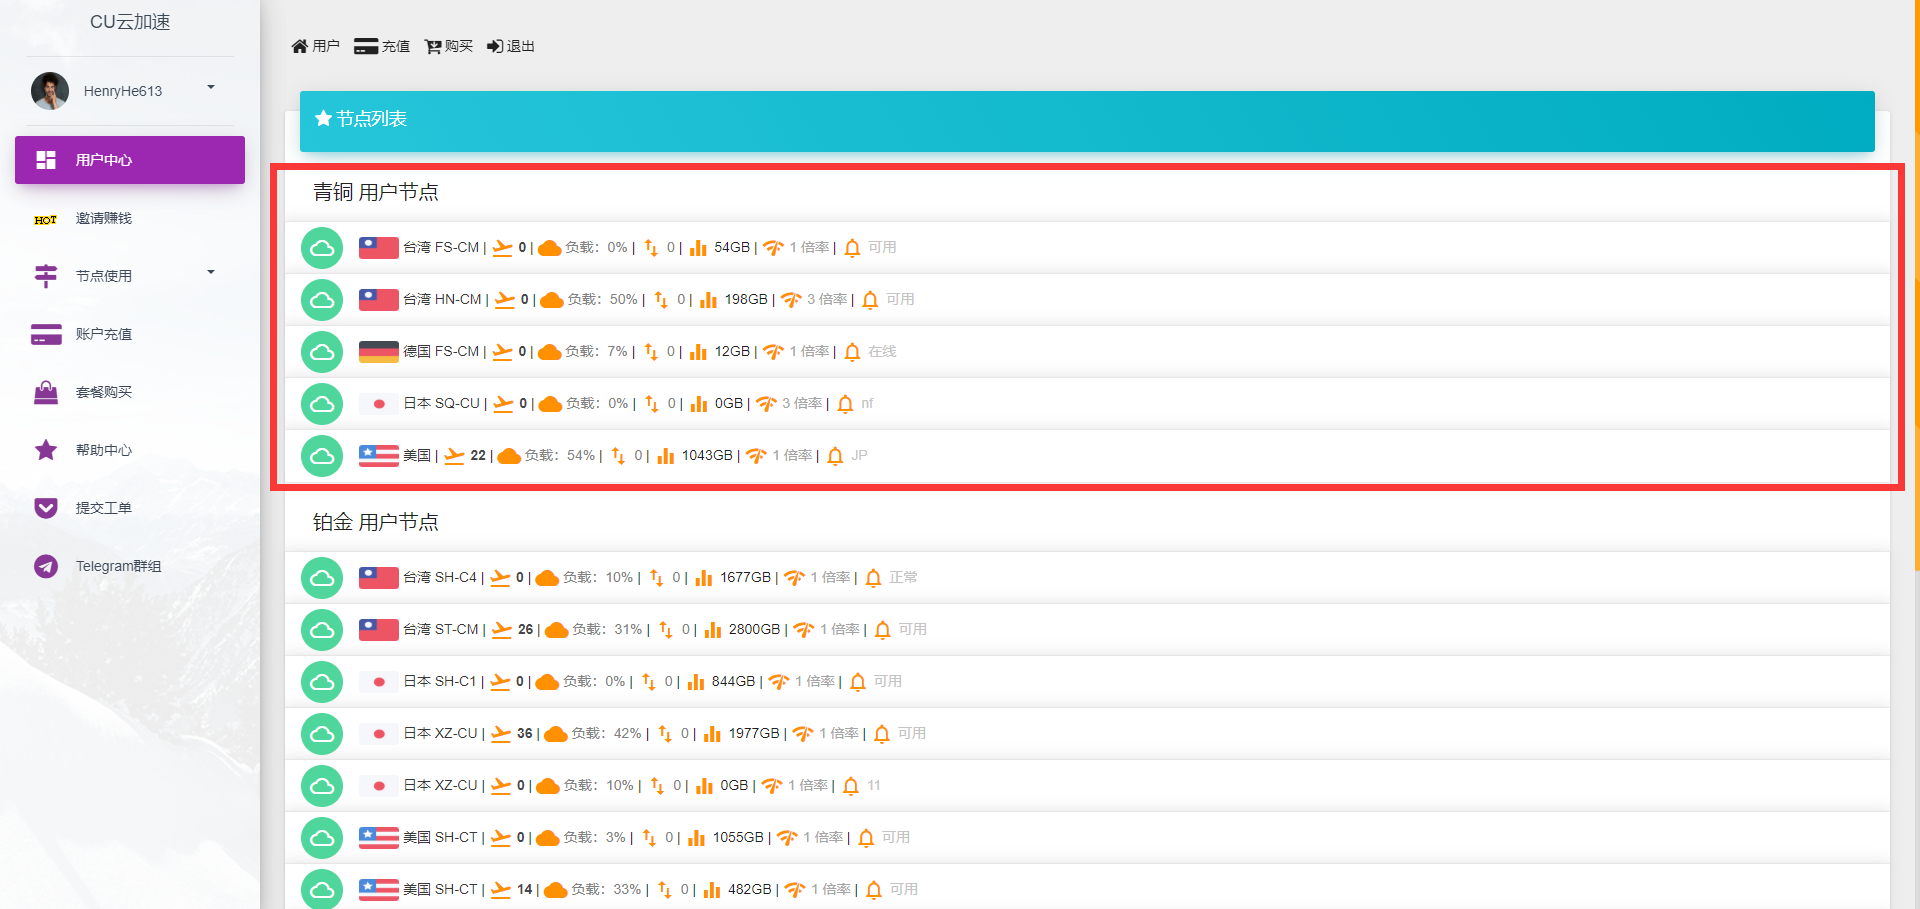 CU云加速
HenryHe613
用户中心
HOT 邀请赚钱
节点使用
账户充值
套餐购买
帮助中心
提交工单
Telegram群组
用户 充值 购买 退出
节点列表
青铜 用户节点
台湾 FS-CM | 0 | 负载：0% | 0 | 54GB | 1 倍率 | 可用
台湾 HN-CM | 0 | 负载：50% | 0 | 198GB | 3 倍率 | 可用
德国 FS-CM | 0 | 负载：7% | 0 | 12GB | 1 倍率 | 在线
日本 SQ-CU | 0 | 负载：0% | 0 | 0GB | 3 倍率 | nf
美国 | 22 | 负载：54% | 0 | 1043GB | 1 倍率 | JP
铂金 用户节点
台湾 SH-C4 | 0 | 负载：10% | 0 | 1677GB | 1 倍率 | 正常
台湾 ST-CM | 26 | 负载：31% | 0 | 2800GB | 1 倍率 | 可用
日本 SH-C1 | 0 | 负载：0% | 0 | 844GB | 1 倍率 | 可用
日本 XZ-CU | 36 | 负载：42% | 0 | 1977GB | 1 倍率 | 可用
日本 XZ-CU | 0 | 负载：10% | 0 | 0GB | 1 倍率 | 11
美国 SH-CT | 0 | 负载：3% | 0 | 1055GB | 1 倍率 | 可用
美国 SH-CT | 14 | 负载：33% | 0 | 482GB | 1 倍率 | 可用